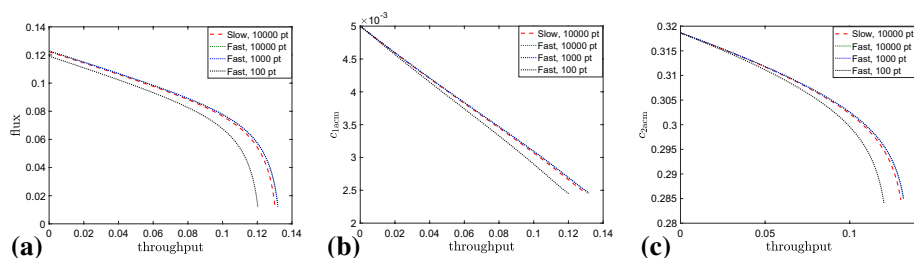 0.14
0.12
0.1
0.08
0.06
0.04
0.02
0
flux
0 0.02 0.04 0.06 0.08 0.1 0.12 0.14
throughput
Slow, 10000 pt
Fast, 10000 pt
Fast, 1000 pt
Fast, 100 pt
(a)
×10⁻³
5
4.5
4
3.5
3
2.5
2
c₁ₐcm
0 0.02 0.04 0.06 0.08 0.1 0.12 0.14
throughput
Slow, 10000 pt
Fast, 10000 pt
Fast, 1000 pt
Fast, 100 pt
(b)
0.32
0.315
0.31
0.305
0.3
0.295
0.29
0.285
0.28
c₂ₐcm
0 0.05 0.1
throughput
Slow, 10000 pt
Fast, 10000 pt
Fast, 1000 pt
Fast, 100 pt
(c)